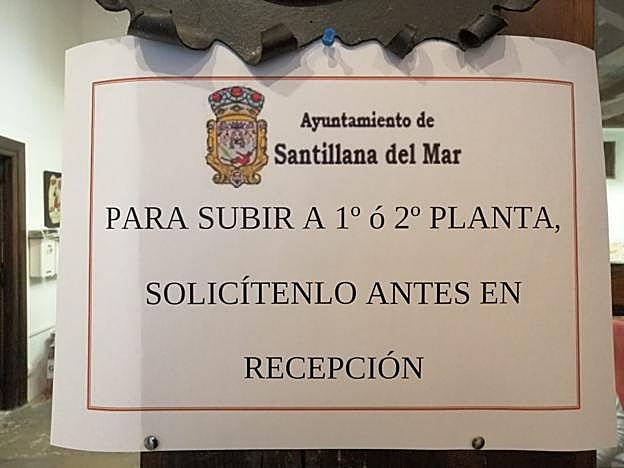 Ayuntamiento de
Santillana del Mar
PARA SUBIR A 1º ó 2º PLANTA,
SOLICÍTENLO ANTES EN
RECEPCIÓN